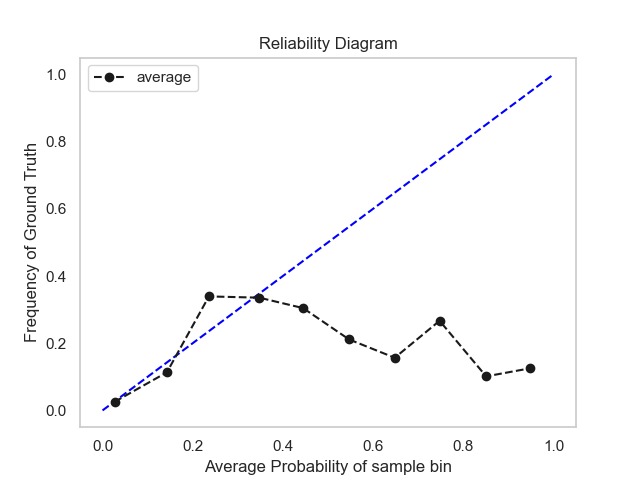 Reliability Diagram
average
Frequency of Ground Truth
1.0
0.8
0.6
0.4
0.2
0.0
0.0 0.2 0.4 0.6 0.8 1.0
Average Probability of sample bin